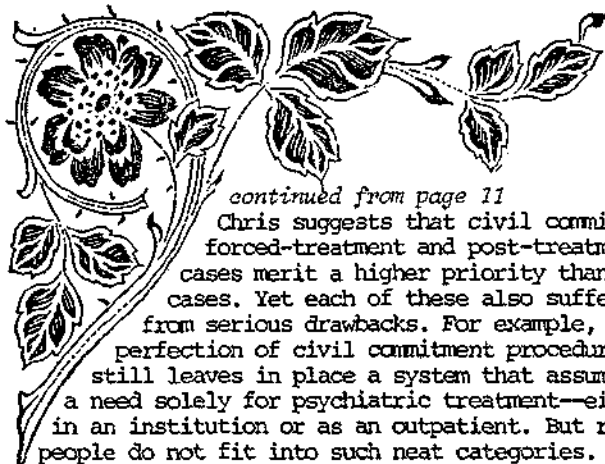 continued from page 11
Chris suggests that civil commi
forced-treatment and post-treatm
cases merit a higher priority than
cases. Yet each of these also suffe
from serious drawbacks. For example,
perfection of civil commitment procedur
still leaves in place a system that assum
a need solely for psychiatric treatment--ei
in an institution or as an outpatient. But
people do not fit into such neat categories.